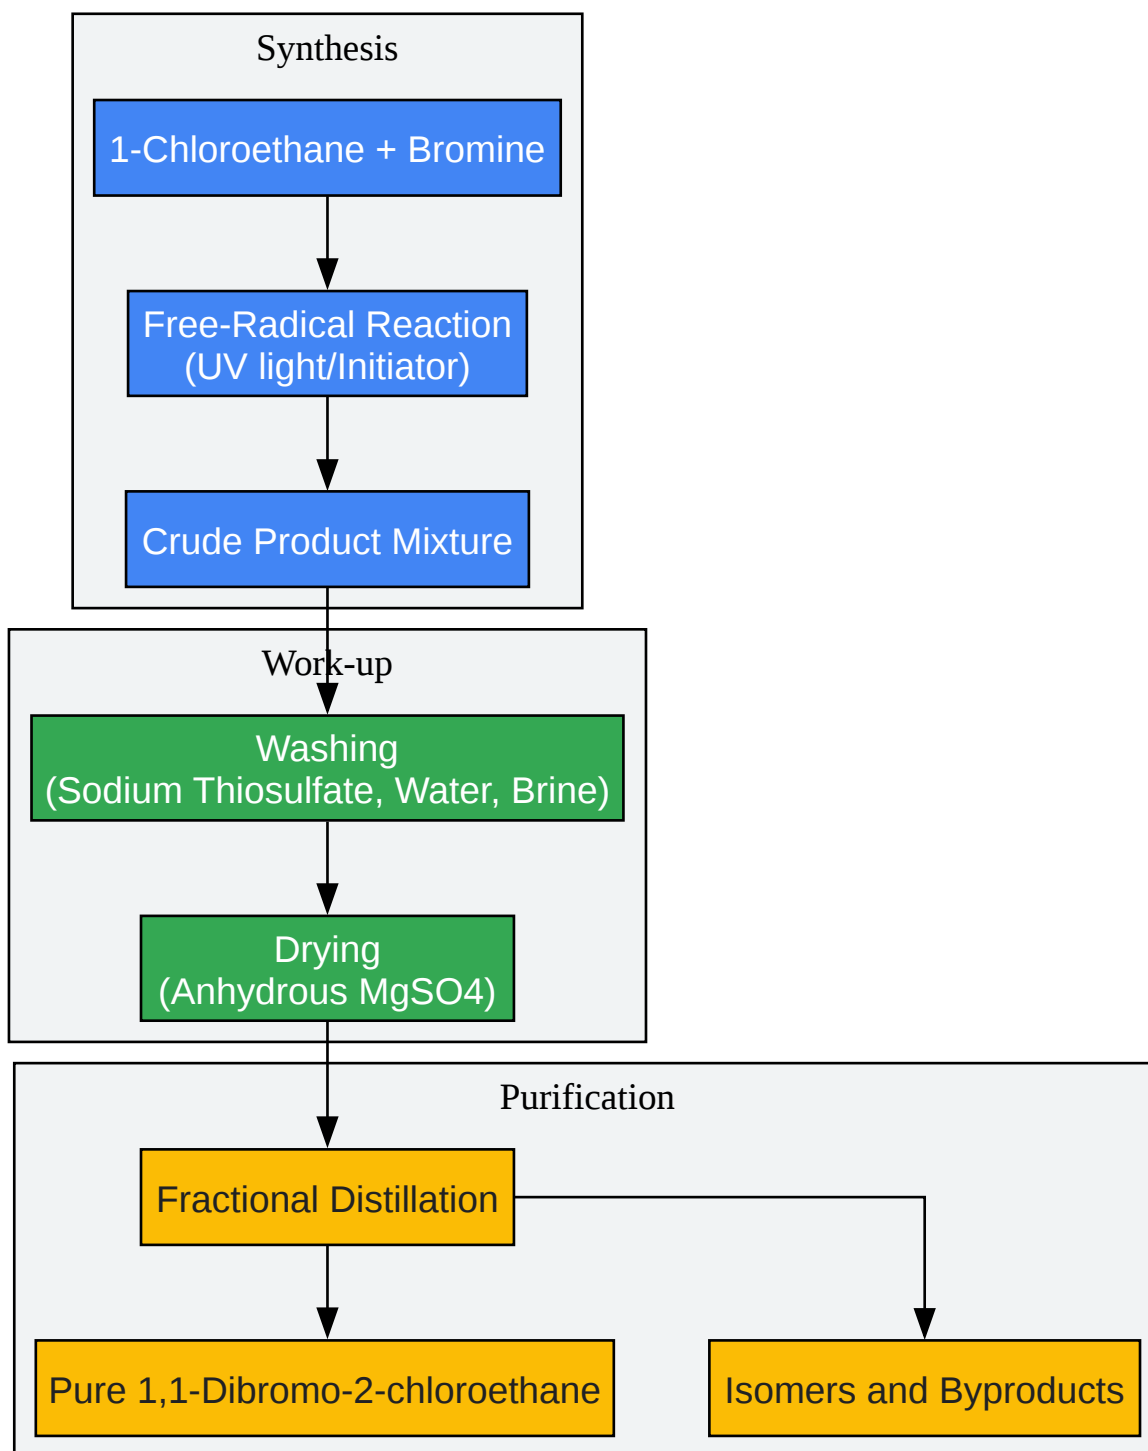 Synthesis
1-Chloroethane + Bromine
Free-Radical Reaction
(UV light/Initiator)
Crude Product Mixture
Work-up
Washing
(Sodium Thiosulfate, Water, Brine)
Drying
(Anhydrous MgSO4)
Purification
Fractional Distillation
Pure 1,1-Dibromo-2-chloroethane
Isomers and Byproducts